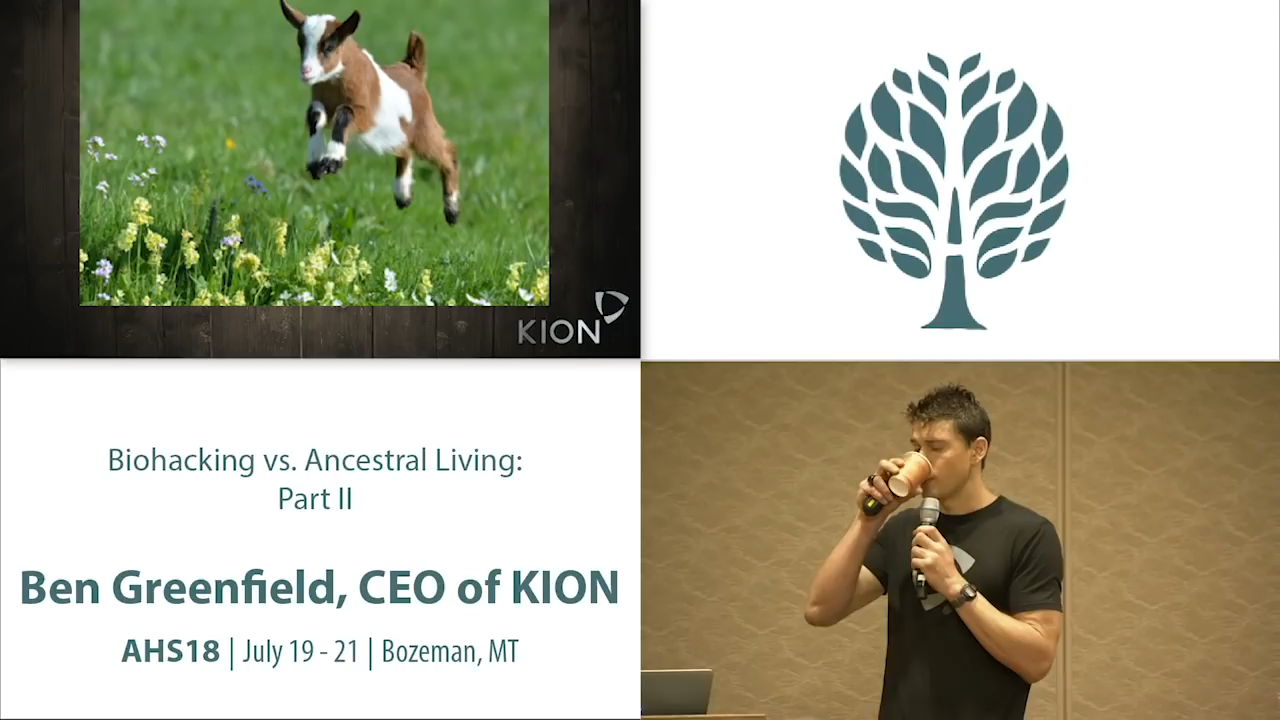 KION
Biohacking vs. Ancestral Living:
Part II
Ben Greenfield, CEO of KION
AHS18 | July 19 - 21 | Bozeman, MT